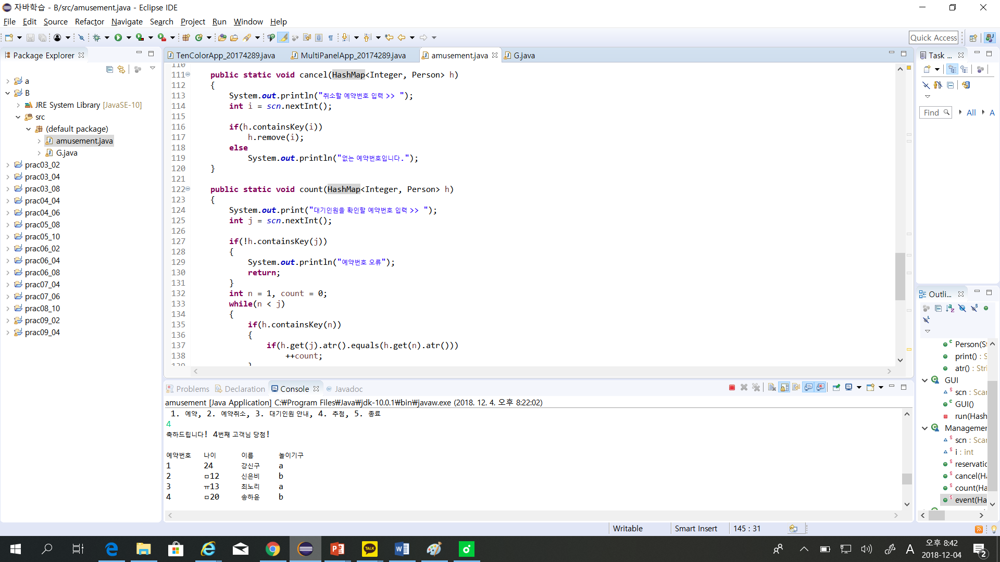 자바학습 - B/src/amusement.java - Eclipse IDE
File Edit Source Refactor Navigate Search Project Run Window Help
Quick Access
Package Explorer
a
B
JRE System Library [JavaSE-10]
src
(default package)
amusement.java
G.java
prac03_02
prac03_04
prac03_08
prac04_04
prac04_06
prac05_08
prac05_10
prac06_02
prac06_04
prac06_08
prac07_04
prac07_06
prac08_10
prac09_02
prac09_04
TenColorApp_20174289.java MultiPanelApp_20174289.java amusement.java G.java
110
111 public static void cancel(HashMap<Integer, Person> h)
112 {
113 System.out.println("취소할 예약번호 입력 >> ");
114 int i = scn.nextInt();
115
116 if(h.containsKey(i))
117 h.remove(i);
118 else
119 System.out.println("없는 예약번호입니다.");
120 }
121
122 public static void count(HashMap<Integer, Person> h)
123 {
124 System.out.print("대기인원을 확인할 예약번호 입력 >> ");
125 int j = scn.nextInt();
126
127 if(!h.containsKey(j))
128 {
129 System.out.println("예약번호 오류");
130 return;
131 }
132 int n = 1, count = 0;
133 while(n < j)
134 {
135 if(h.containsKey(n))
136 {
137 if(h.get(j).atr().equals(h.get(n).atr()))
138 ++count;
139 }
Problems Declaration Console @ Javadoc
amusement [Java Application] C:₩Program Files₩Java₩jdk-10.0.1₩bin₩javaw.exe (2018. 12. 4. 오후 8:22:02)
1. 예약, 2. 예약취소, 3. 대기인원 안내, 4. 추첨, 5. 종료
4
축하드립니다! 4번째 고객님 당첨!
예약번호 나이 이름 놀이기구
1 24 강신구 a
2 ㅁ12 신은비 b
3 ㅠ13 최노리 a
4 ㅁ20 송하윤 b
Task ...
Find All A
Outli...
Person(St
print() : S
atr() : Stri
GUI
scn : Scar
GUI()
run(Hash
Managemer
scn : Scar
i : int
reservatic
cancel(Ha
count(Ha
event(Ha
Writable Smart Insert 145 : 31
TALK
A
오후 8:42
2018-12-04
2